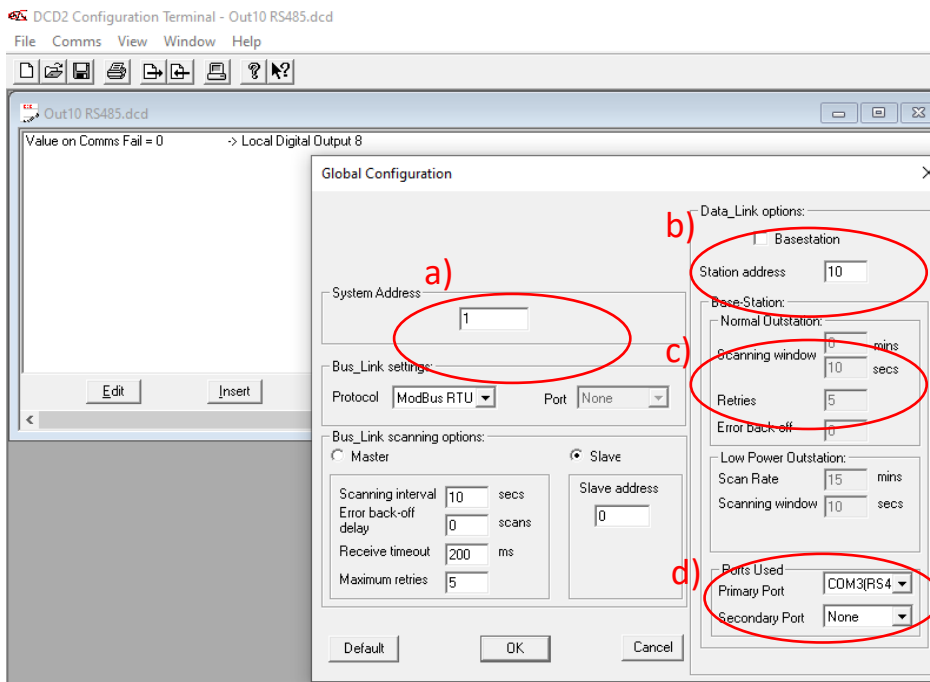 DCD2 Configuration Terminal - Out10 RS485.dcd
File Comms View Window Help
Out10 RS485.dcd
Value on Comms Fail = 0 -> Local Digital Output 8
Edit Insert
Global Configuration
a)
System Address
1
Bus_Link settings:
Protocol ModBus RTU Port None
Bus_Link scanning options:
Master Slave
Scanning interval 10 secs
Error back-off
delay 0 scans
Receive timeout 200 ms
Maximum retries 5
Slave address
0
Default OK Cancel
Data_Link options:
b)
Basestation
Station address 10
Base-Station:
Normal Outstation:
c)
Scanning window 0 mins
10 secs
Retries 5
Error back-off 0
Low Power Outstation:
Scan Rate 15 mins
Scanning window 10 secs
d)
Ports Used
Primary Port COM3(RS4
Secondary Port None